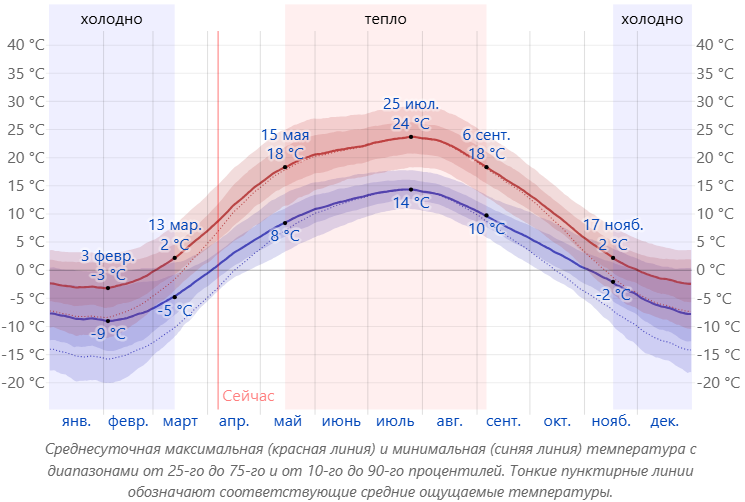 холодно тепло холодно
40 °C 40 °C
35 °C 35 °C
30 °C 30 °C
25 июл.
25 °C 25 °C
24 °C
15 мая 6 сент.
20 °C 18 °C 18 °C 20 °C
15 °C 14 °C 15 °C
10 °C 13 мар. 10 °C 17 нояб. 10 °C
5 °C 3 февр. 2 °C 8 °C 2 °C 5 °C
0 °C -3 °C 0 °C
-5 °C -5 °C -2 °C -5 °C
-10 °C -9 °C -10 °C
-15 °C -15 °C
-20 °C -20 °C
Сейчас
янв. февр. март апр. май июнь июль авг. сент. окт. нояб. дек.
Среднесуточная максимальная (красная линия) и минимальная (синяя линия) температура с
диапазонами от 25-го до 75-го и от 10-го до 90-го процентилей. Тонкие пунктирные линии
обозначают соответствующие средние ощущаемые температуры.